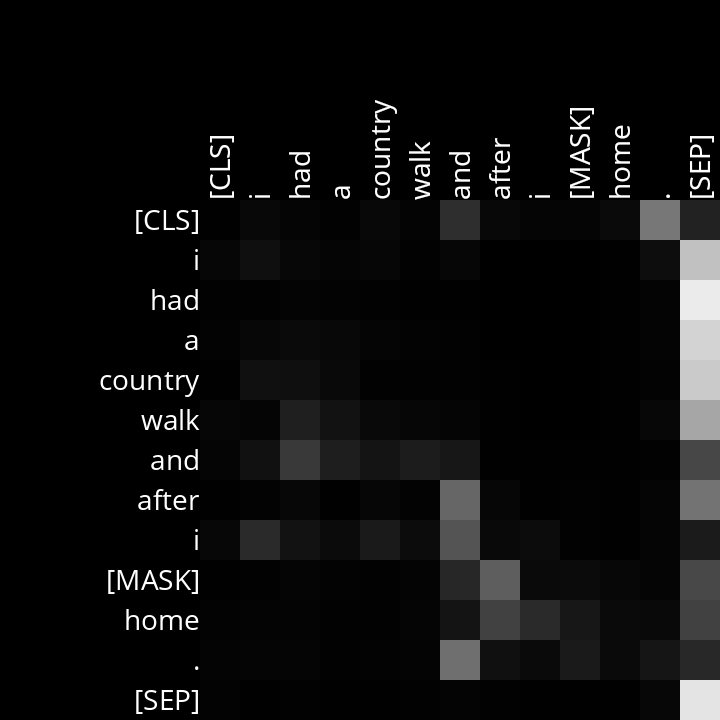 [CLS] i had a country walk and after i [MASK] home . [SEP]
[CLS]
i
had
a
country
walk
and
after
i
[MASK]
home
.
[SEP]